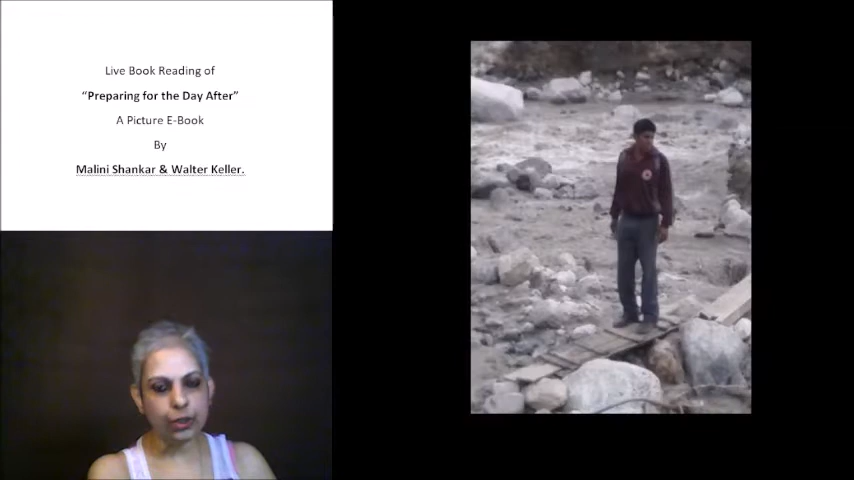 Live Book Reading of
“Preparing for the Day After”
A Picture E-Book
By
Malini Shankar & Walter Keller.